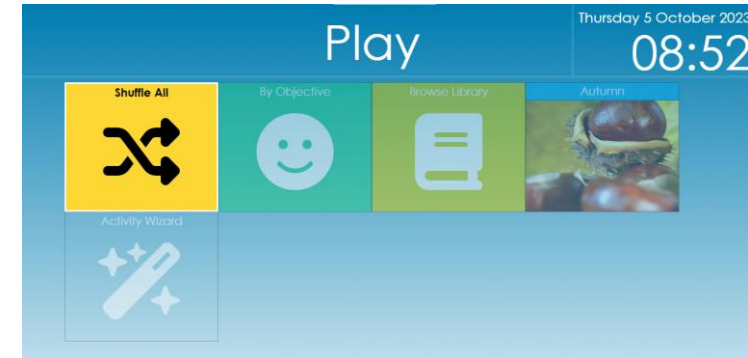 Play
Thursday 5 October 2023
08:52
Shuffle All
By Objective
Browse Library
Autumn
Activity Wizard